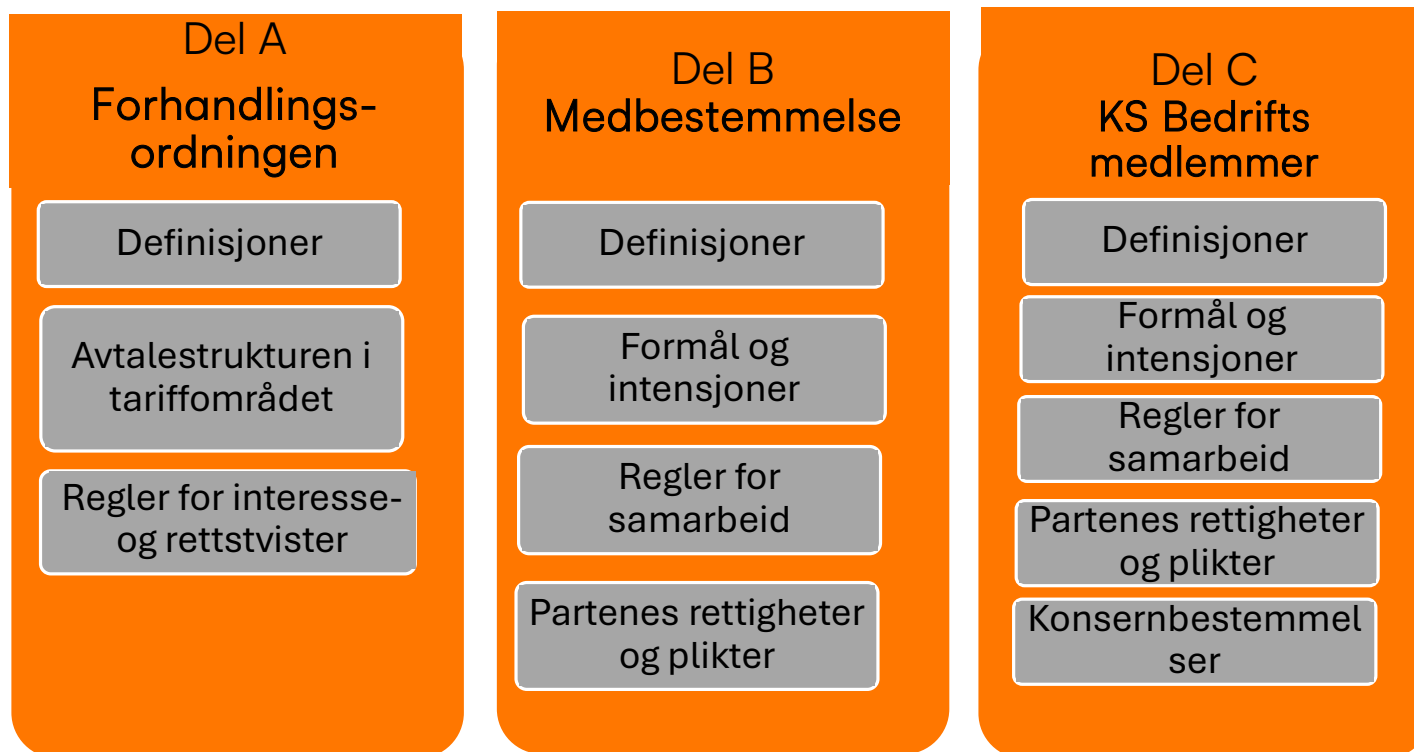 Del A
Forhandlings-
ordningen
Definisjoner
Avtalestrukturen i
tariffområdet
Regler for interesse-
og rettstvister
Del B
Medbestemmelse
Definisjoner
Formål og
intensjoner
Regler for
samarbeid
Partenes rettigheter
og plikter
Del C
KS Bedrifts
medlemmer
Definisjoner
Formål og
intensjoner
Regler for
samarbeid
Partenes rettigheter
og plikter
Konsernbestemmel
ser